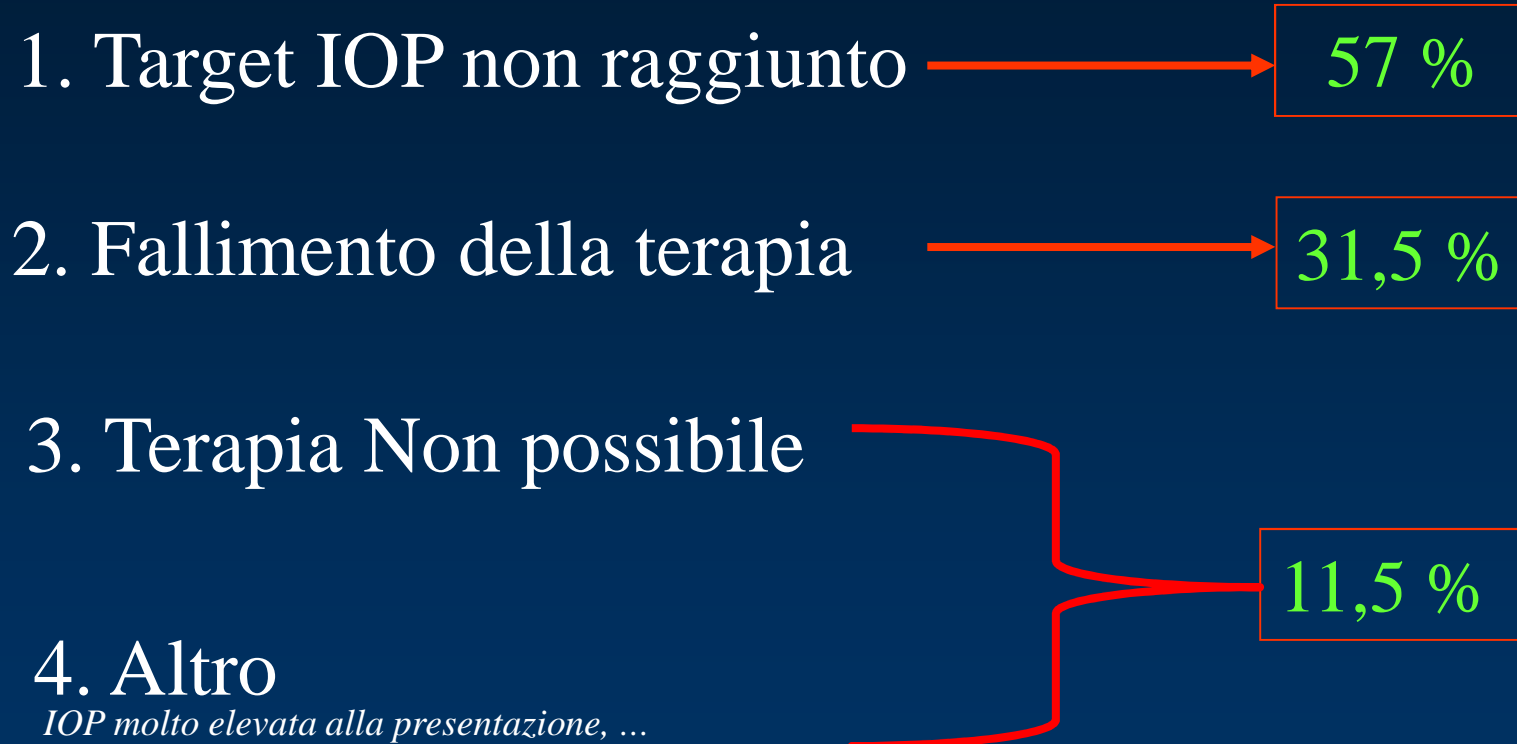 1. Target IOP non raggiunto 57 %
2. Fallimento della terapia 31,5 %
3. Terapia Non possibile
11,5 %
4. Altro
IOP molto elevata alla presentazione, ...